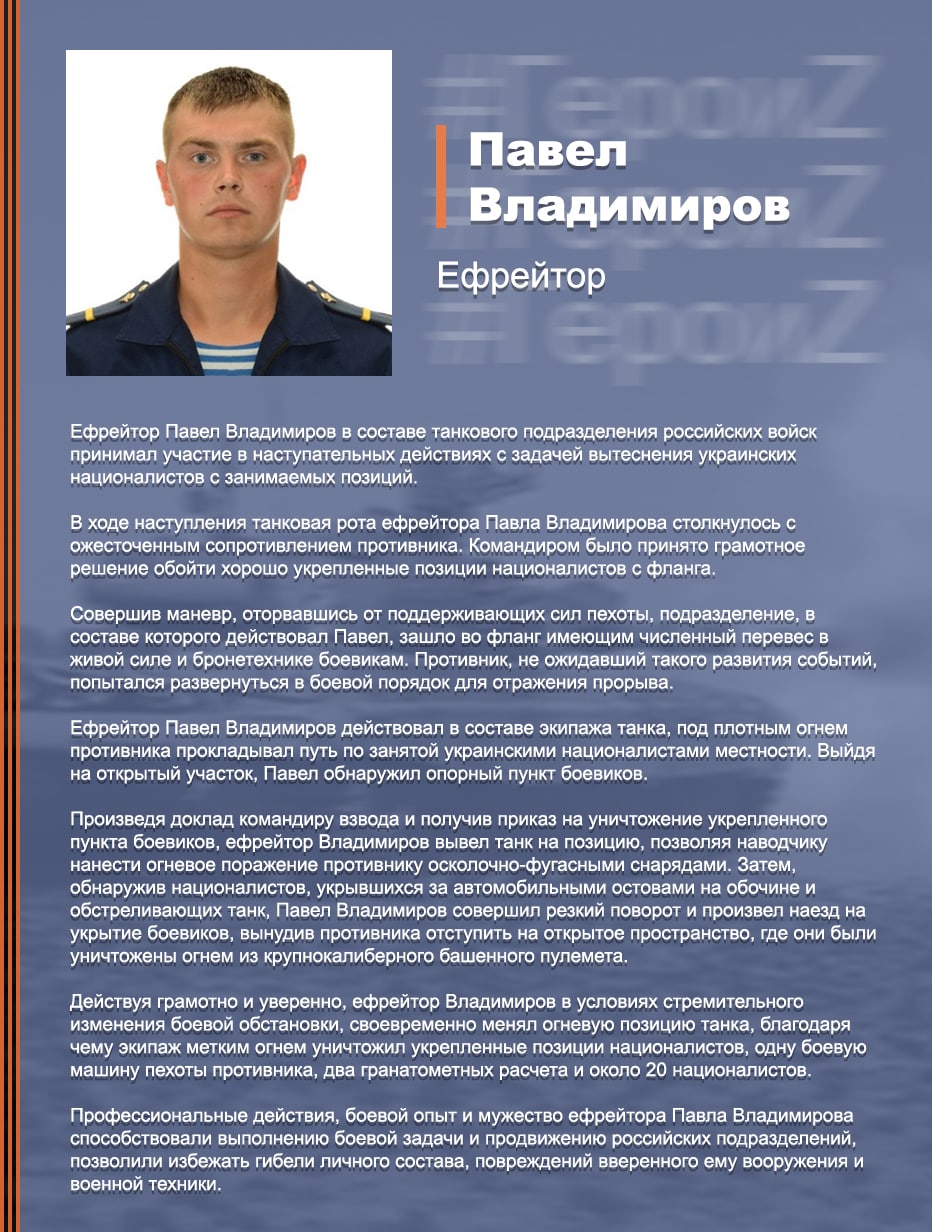 #ГероиZ
Павел
#ГероиZ
Владимиров
Ефрейтор
#ГероиZ
Ефрейтор Павел Владимиров в составе танкового подразделения российских войск
принимал участие в наступательных действиях с задачей вытеснения украинских
националистов с занимаемых позиций.
В ходе наступления танковая рота ефрейтора Павла Владимирова столкнулось с
ожесточенным сопротивлением противника. Командиром было принято грамотное
решение обойти хорошо укрепленные позиции националистов с фланга.
Совершив маневр, оторвавшись от поддерживающих сил пехоты, подразделение, в
составе которого действовал Павел, зашло во фланг имеющим численный перевес в
живой силе и бронетехнике боевикам. Противник, не ожидавший такого развития событий,
попытался развернуться в боевой порядок для отражения прорыва.
Ефрейтор Павел Владимиров действовал в составе экипажа танка, под плотным огнем
противника прокладывал путь по занятой украинскими националистами местности. Выйдя
на открытый участок, Павел обнаружил опорный пункт боевиков.
Произведя доклад командиру взвода и получив приказ на уничтожение укрепленного
пункта боевиков, ефрейтор Владимиров вывел танк на позицию, позволяя наводчику
нанести огневое поражение противнику осколочно-фугасными снарядами. Затем,
обнаружив националистов, укрывшихся за автомобильными остовами на обочине и
обстреливающих танк, Павел Владимиров совершил резкий поворот и произвел наезд на
укрытие боевиков, вынудив противника отступить на открытое пространство, где они были
уничтожены огнем из крупнокалиберного башенного пулемета.
Действуя грамотно и уверенно, ефрейтор Владимиров в условиях стремительного
изменения боевой обстановки, своевременно менял огневую позицию танка, благодаря
чему экипаж метким огнем уничтожил укрепленные позиции националистов, одну боевую
машину пехоты противника, два гранатометных расчета и около 20 националистов.
Профессиональные действия, боевой опыт и мужество ефрейтора Павла Владимирова
способствовали выполнению боевой задачи и продвижению российских подразделений,
позволили избежать гибели личного состава, повреждений вверенного ему вооружения и
военной техники.